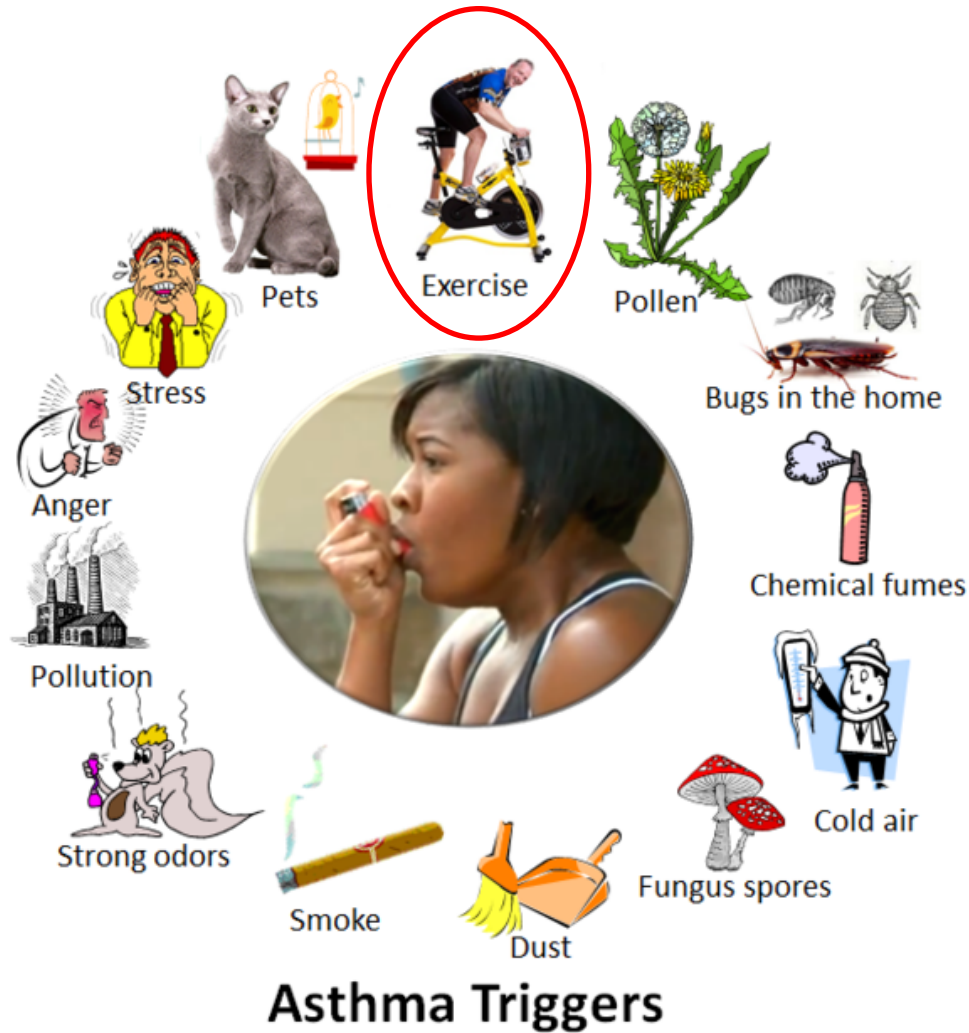 Exercise
Pets
Pollen
Stress
Bugs in the home
Anger
Chemical fumes
Pollution
Cold air
Strong odors
Fungus spores
Smoke
Dust
Asthma Triggers